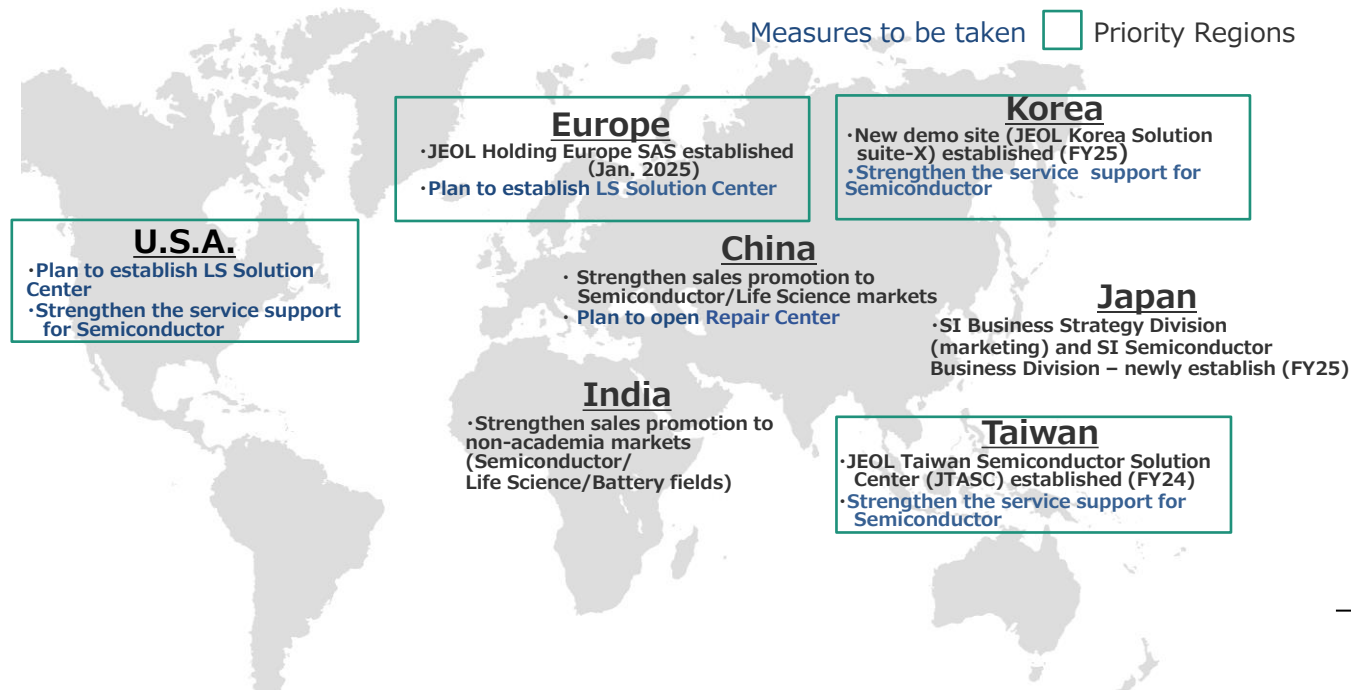 Measures to be taken
Priority Regions
Europe
・JEOL Holding Europe SAS established
(Jan. 2025)
・Plan to establish LS Solution Center
Korea
・New demo site (JEOL Korea Solution
suite-X) established (FY25)
・Strengthen the service support for
Semiconductor
U.S.A.
・Plan to establish LS Solution
Center
・Strengthen the service support
for Semiconductor
China
・ Strengthen sales promotion to
Semiconductor/Life Science markets
・ Plan to open Repair Center
Japan
・SI Business Strategy Division
(marketing) and SI Semiconductor
Business Division – newly establish (FY25)
India
・Strengthen sales promotion to
non-academia markets
(Semiconductor/
Life Science/Battery fields)
Taiwan
・JEOL Taiwan Semiconductor Solution
Center (JTASC) established (FY24)
・Strengthen the service support for
Semiconductor